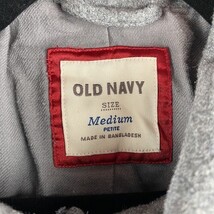 OLD NAVY
SIZE
Medium
PETITE
MADE IN BANGLADESH